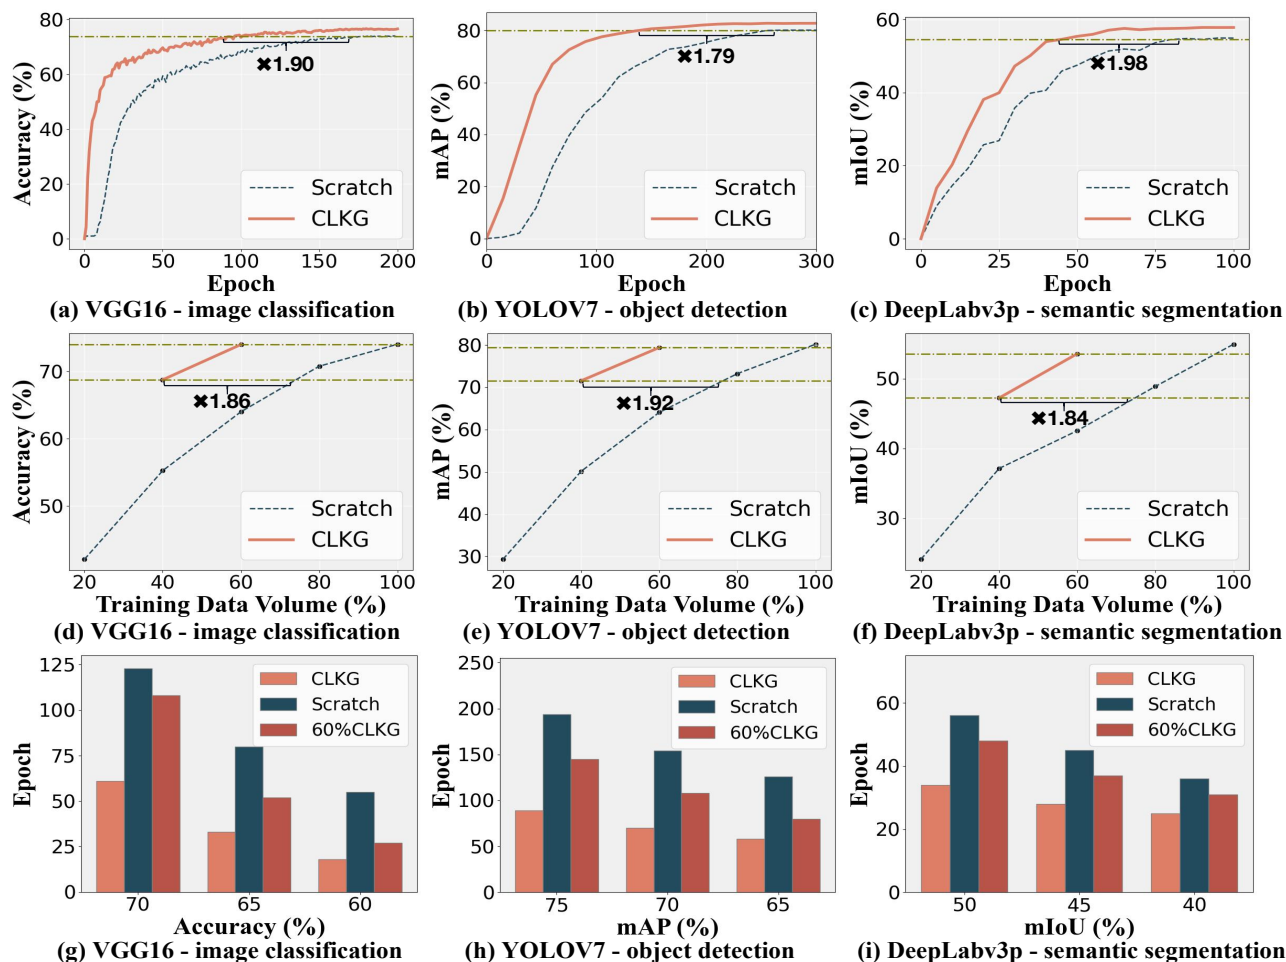 80
60
40
20
0
Accuracy (%)
✖1.90
Scratch
CLKG
0 50 100 150 200
Epoch
(a) VGG16 - image classification
80
60
40
20
0
mAP (%)
✖1.79
Scratch
CLKG
0 100 200 300
Epoch
(b) YOLOV7 - object detection
60
40
20
0
mIoU (%)
✖1.98
Scratch
CLKG
0 25 50 75 100
Epoch
(c) DeepLabv3p - semantic segmentation
70
60
50
Accuracy (%)
✖1.86
Scratch
CLKG
20 40 60 80 100
Training Data Volume (%)
(d) VGG16 - image classification
80
70
60
50
40
30
mAP (%)
✖1.92
Scratch
CLKG
20 40 60 80 100
Training Data Volume (%)
(e) YOLOV7 - object detection
50
40
30
mIoU (%)
✖1.84
Scratch
CLKG
20 40 60 80 100
Training Data Volume (%)
(f) DeepLabv3p - semantic segmentation
125
100
75
50
25
0
Epoch
CLKG
Scratch
60%CLKG
70 65 60
Accuracy (%)
(g) VGG16 - image classification
250
200
150
100
50
0
Epoch
CLKG
Scratch
60%CLKG
75 70 65
mAP (%)
(h) YOLOV7 - object detection
60
40
20
0
Epoch
CLKG
Scratch
60%CLKG
50 45 40
mIoU (%)
(i) DeepLabv3p - semantic segmentation